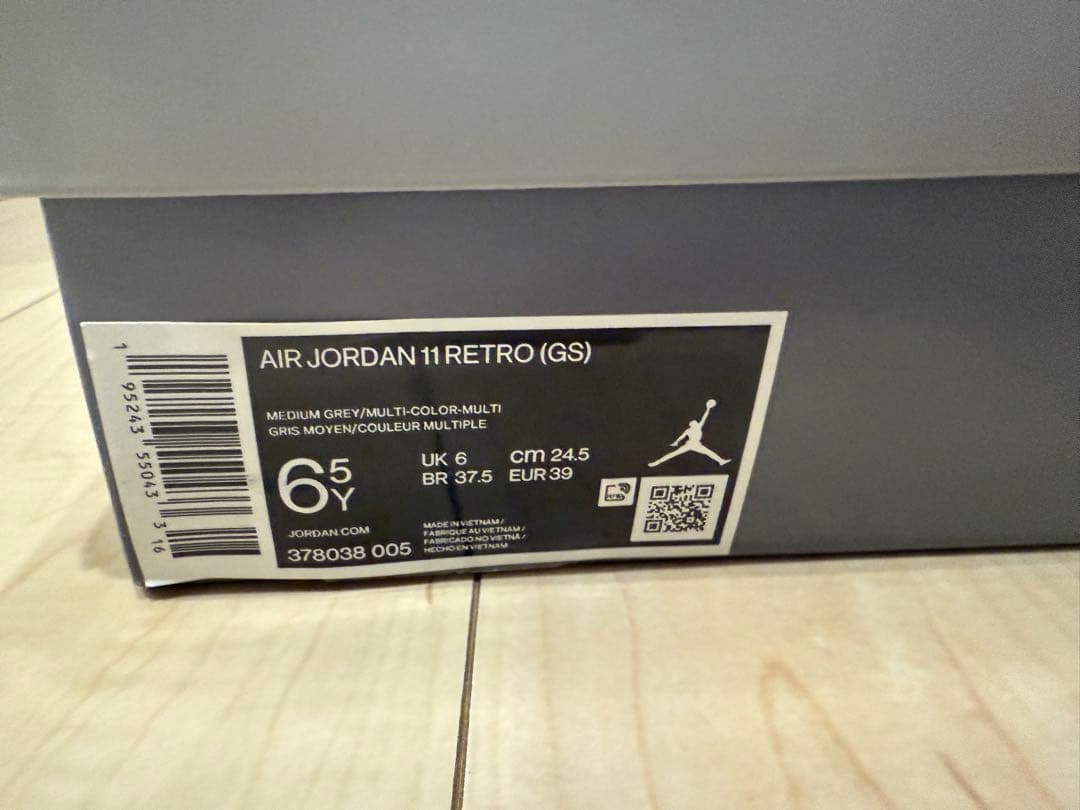 1 95243 55043 3 16
AIR JORDAN 11 RETRO (GS)
MEDIUM GREY/MULTI-COLOR-MULTI
GRIS MOYEN/COULEUR MULTIPLE
6 5 Y
UK 6 cm 24.5
BR 37.5 EUR 39
JORDAN.COM
378038 005
MADE IN VIETNAM /
FABRIQUE AU VIETNAM /
FABRICADO NO VIETNÃ /
HECHO EN VIETNAM